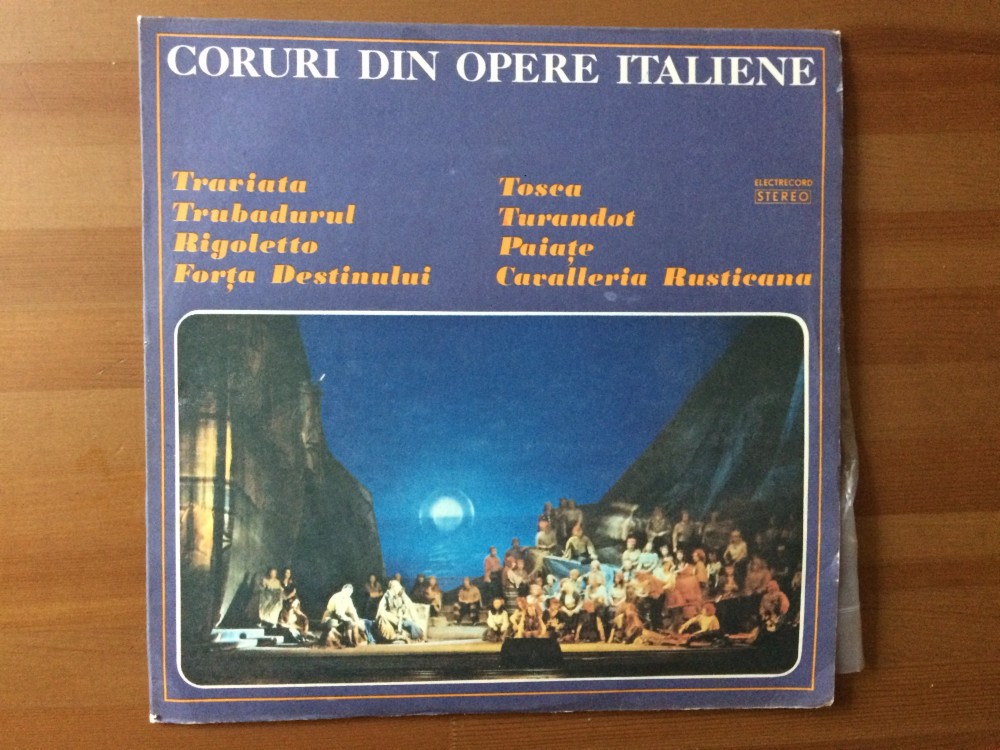 CORURI DIN OPERE ITALIENE
Traviata
Trubadurul
Rigoletto
Forța Destinului
Tosca
Turandot
Paiațe
Cavalleria Rusticana
ELECTRECORD
STEREO